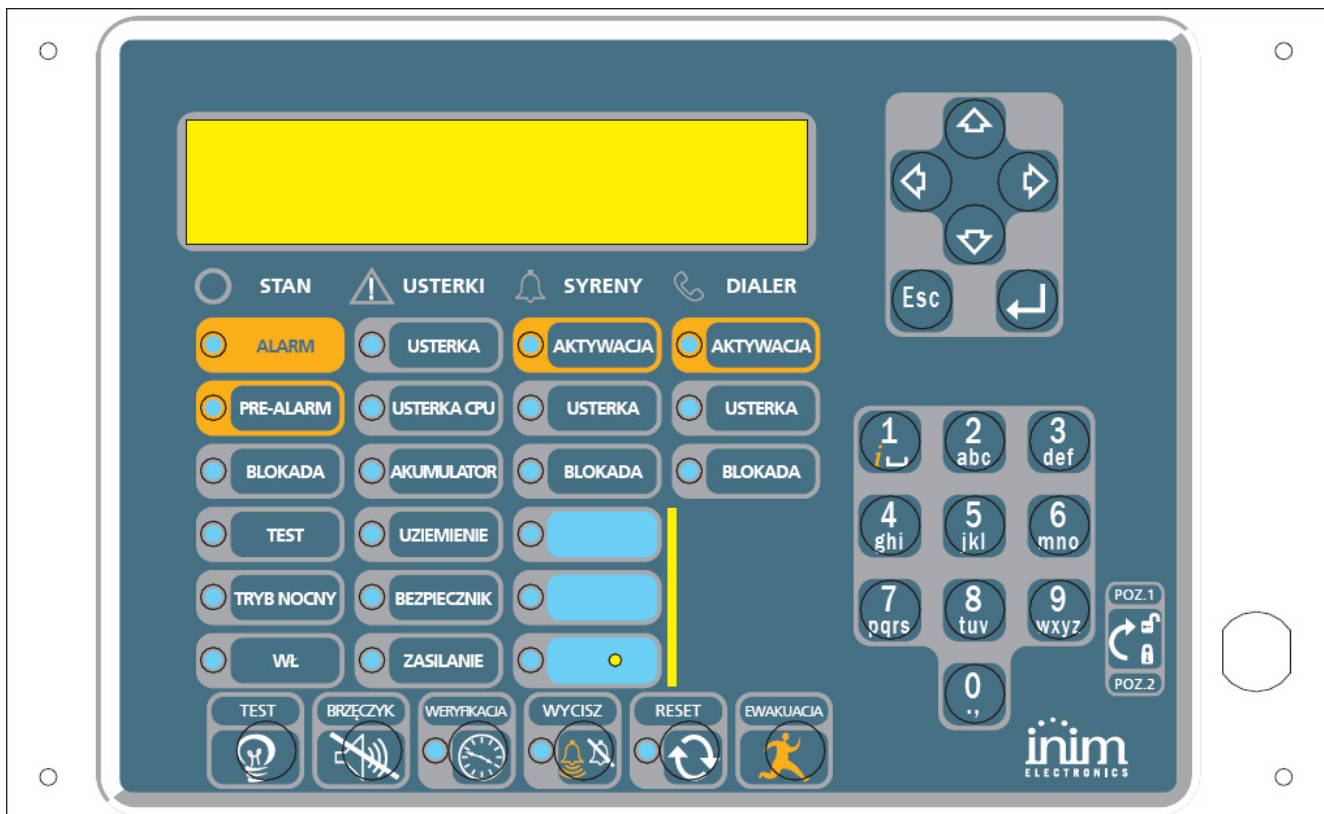 STAN USTERKI SYRENY DIALER
ALARM USTERKA AKTYWACJA AKTYWACJA
PRE-ALARM USTERKA CPU USTERKA USTERKA
BLOKADA AKUMULATOR BLOKADA BLOKADA
TEST UZIEMIENIE
TRYB NOCNY BEZPIECZNIK
WŁ ZASILANIE
TEST BRZĘCZYK WERYFIKACJA WYCISZ RESET EWAKUACJA
Esc
1 2 3
i abc def
4 5 6
ghi jkl mno
7 8 9
pqrs tuv wxyz
0
.,
POZ.1
POZ.2
inim
ELECTRONICS